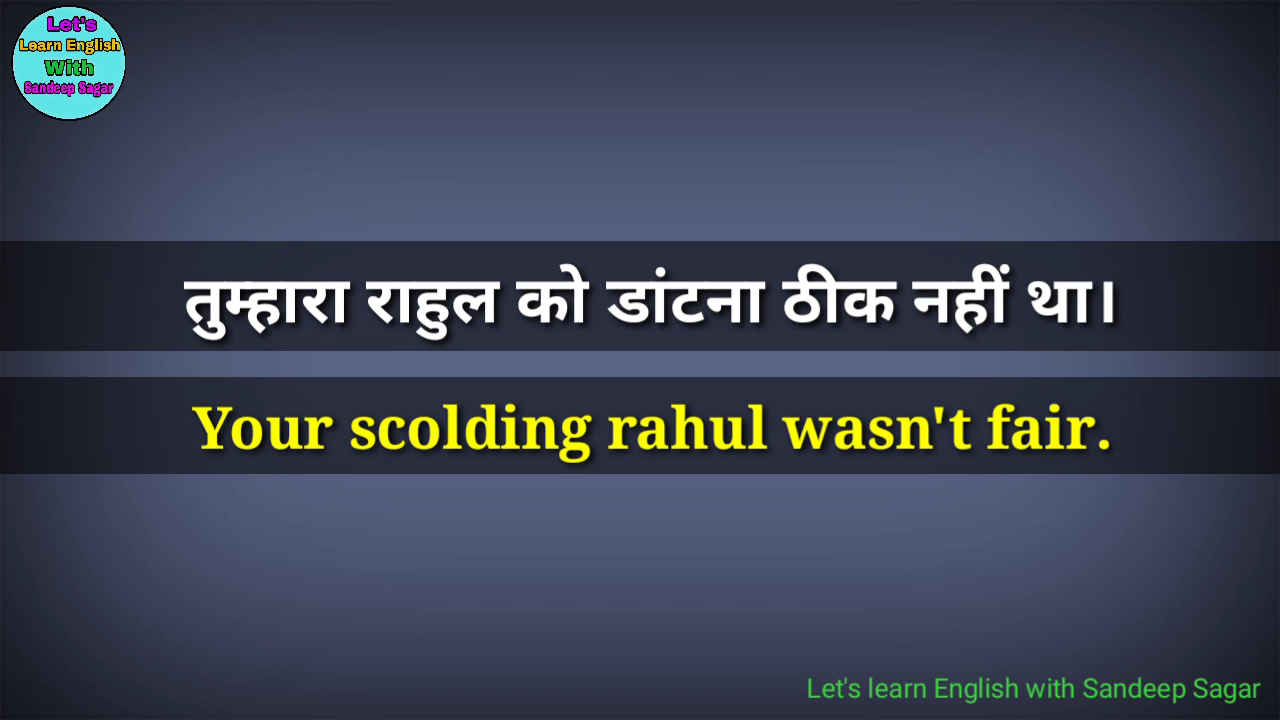 Let's
Learn English
With
Sandeep Sagar
तुम्हारा राहुल को डांटना ठीक नहीं था।
Your scolding rahul wasn't fair.
Let's learn English with Sandeep Sagar